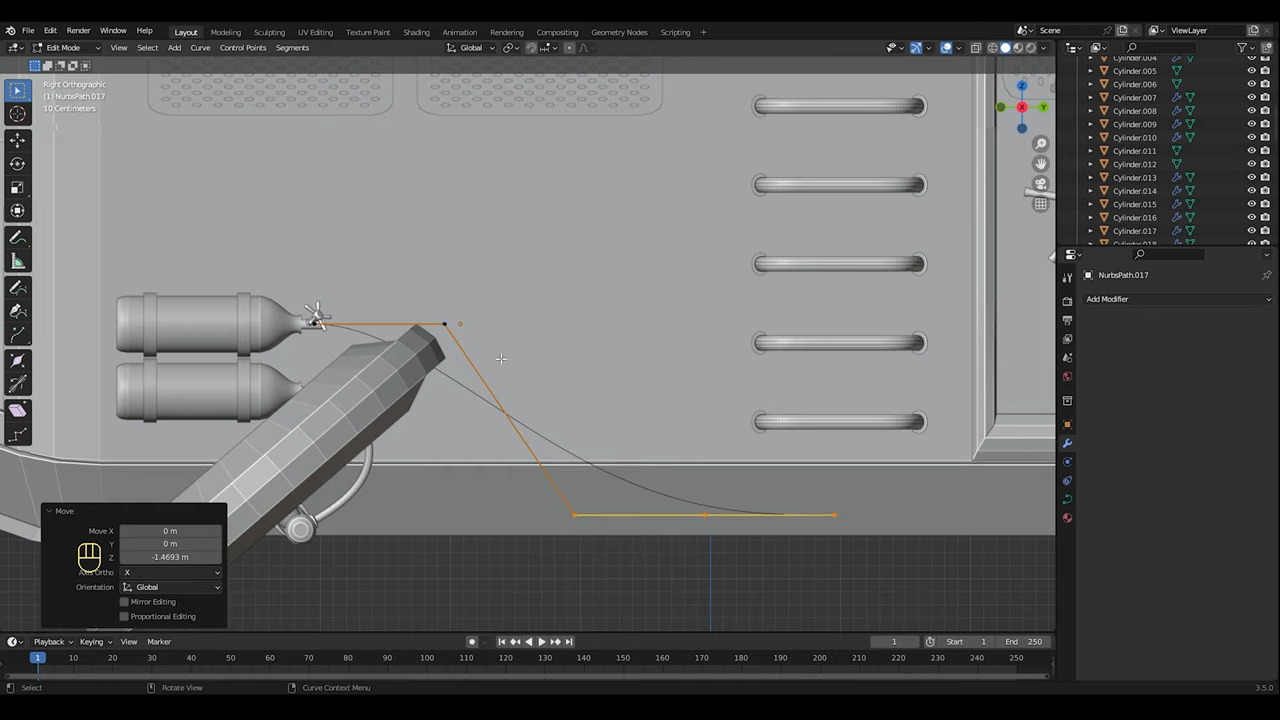 File Edit Render Window Help Layout Modeling Sculpting UV Editing Texture Paint Shading Animation Rendering Compositing Geometry Nodes Scripting + Scene ViewLayer
Edit Mode View Select Add Curve Control Points Segments Global
Right Orthographic
(1) NurbsPath.017
10 Centimeters
Z
X
Y
Cylinder.004
Cylinder.005
Cylinder.006
Cylinder.007
Cylinder.008
Cylinder.009
Cylinder.010
Cylinder.011
Cylinder.012
Cylinder.013
Cylinder.014
Cylinder.015
Cylinder.016
Cylinder.017
Cylinder.018
NurbsPath.017
Add Modifier
Move
Move X 0 m
Y 0 m
Z -1.4693 m
Axis Ortho X
Orientation Global
Mirror Editing
Proportional Editing
Playback Keying View Marker 1 Start 1 End 250
1 10 20 30 40 50 60 70 80 90 100 110 120 130 140 150 160 170 180 190 200 210 220 230 240 250
Select Rotate View Curve Context Menu 3.5.0